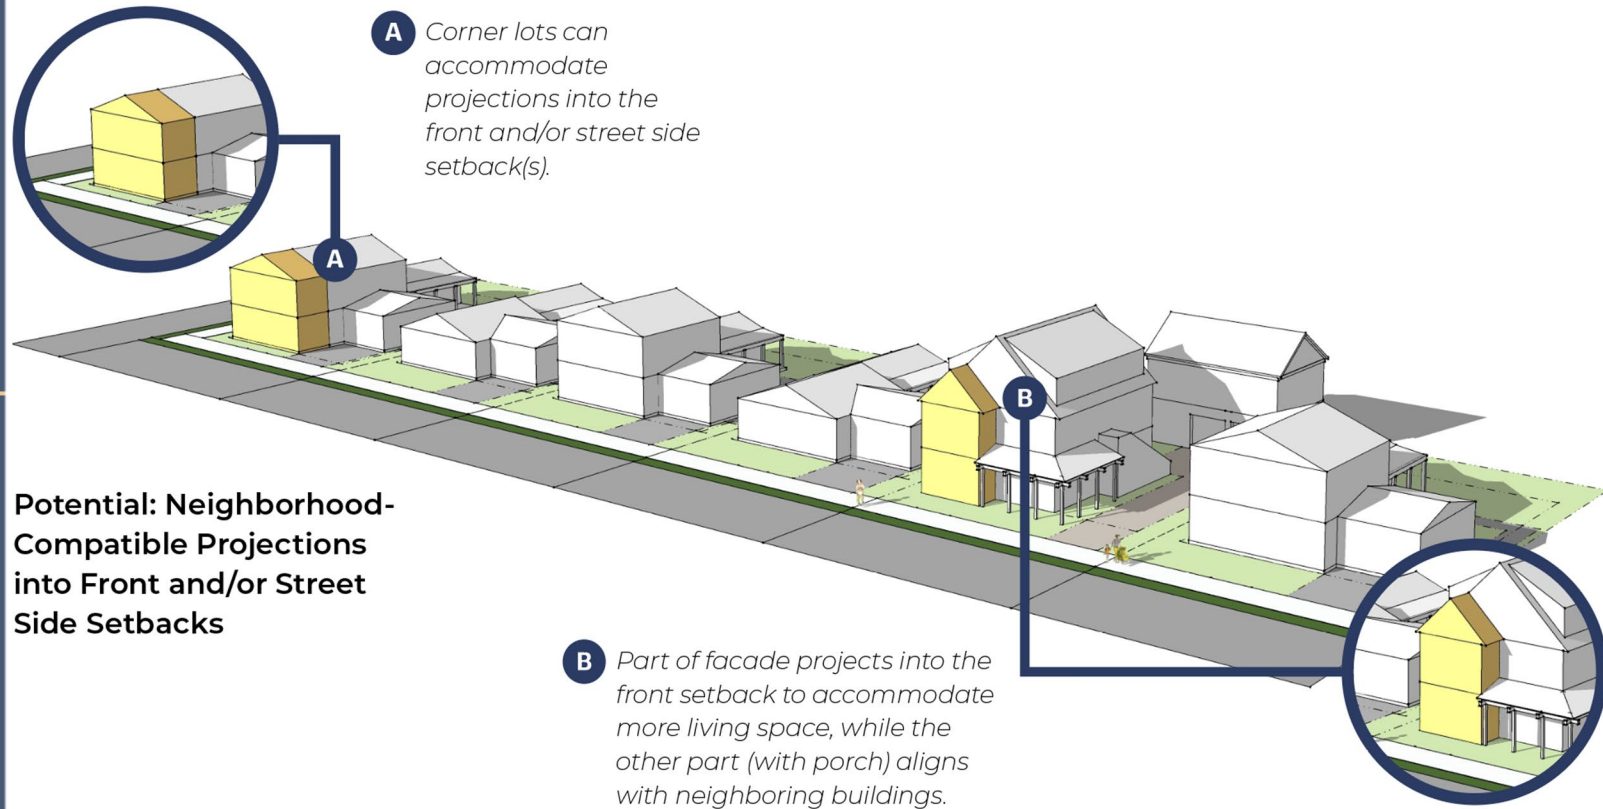 A
Corner lots can
accommodate
projections into the
front and/or street side
setback(s).
A
B
Potential: Neighborhood-
Compatible Projections
into Front and/or Street
Side Setbacks
B
Part of facade projects into the
front setback to accommodate
more living space, while the
other part (with porch) aligns
with neighboring buildings.